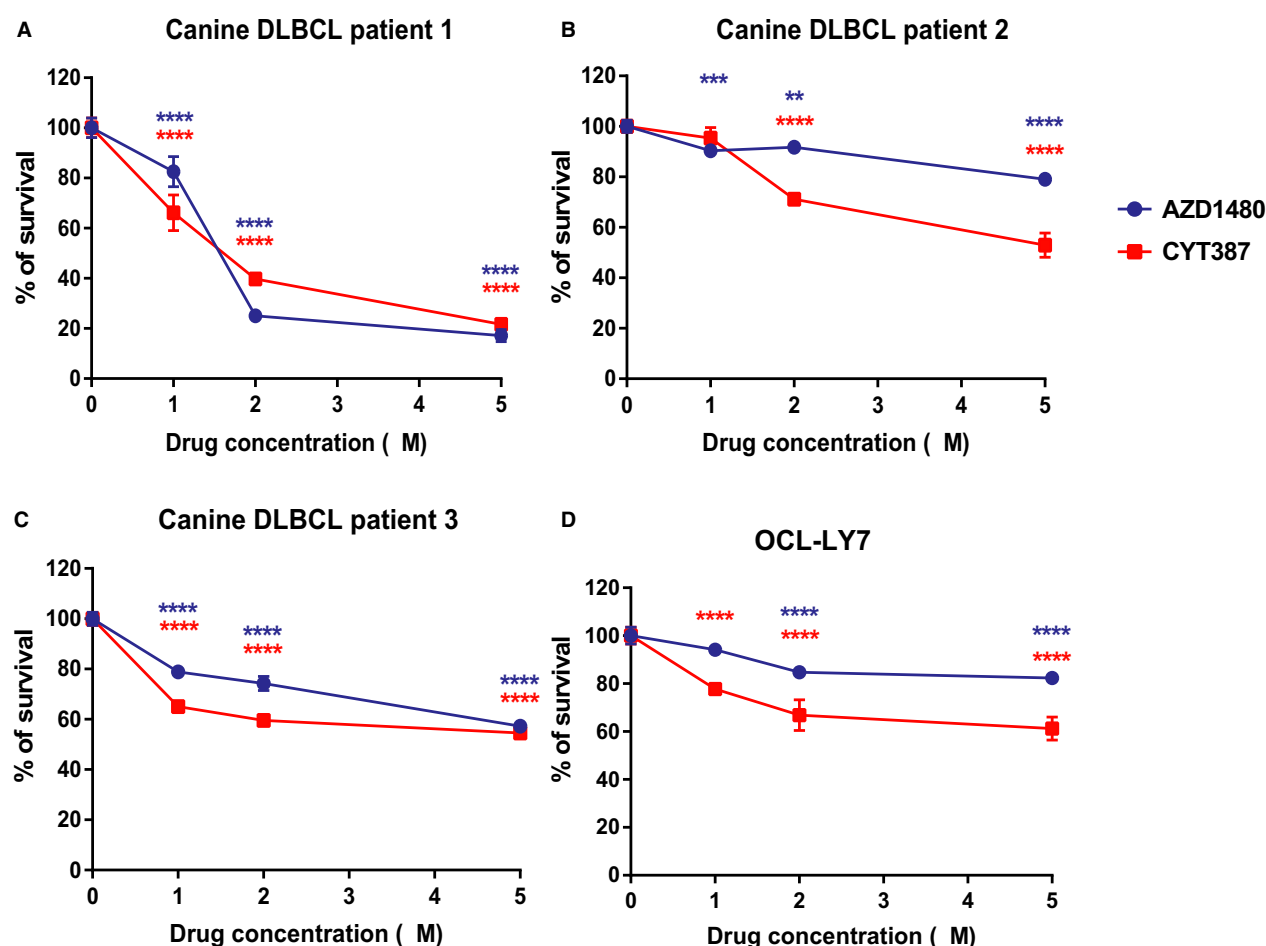 A Canine DLBCL patient 1
120
100
80
60
40
20
0
% of survival
****
****
****
****
****
****
0 1 2 3 4 5
Drug concentration ( M)
B Canine DLBCL patient 2
120
100
80
60
40
20
0
% of survival
***
**
****
****
****
0 1 2 3 4 5
Drug concentration ( M)
AZD1480
CYT387
C Canine DLBCL patient 3
120
100
80
60
40
20
0
% of survival
****
****
****
****
****
****
0 1 2 3 4 5
Drug concentration ( M)
D OCL-LY7
120
100
80
60
40
20
0
% of survival
****
****
****
****
****
0 1 2 3 4 5
Drug concentration ( M)